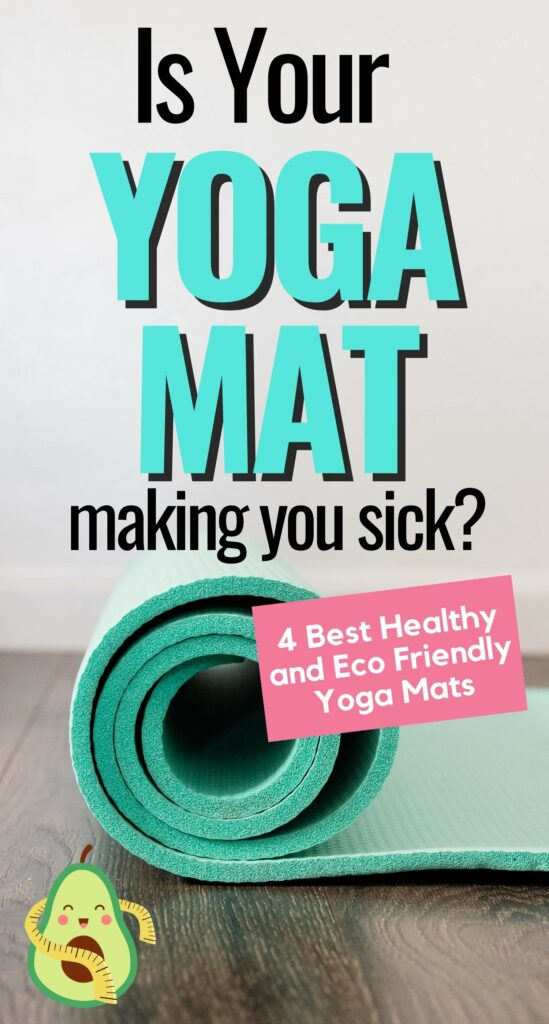 Is Your
YOGA
MAT
making you sick?
4 Best Healthy
and Eco Friendly
Yoga Mats